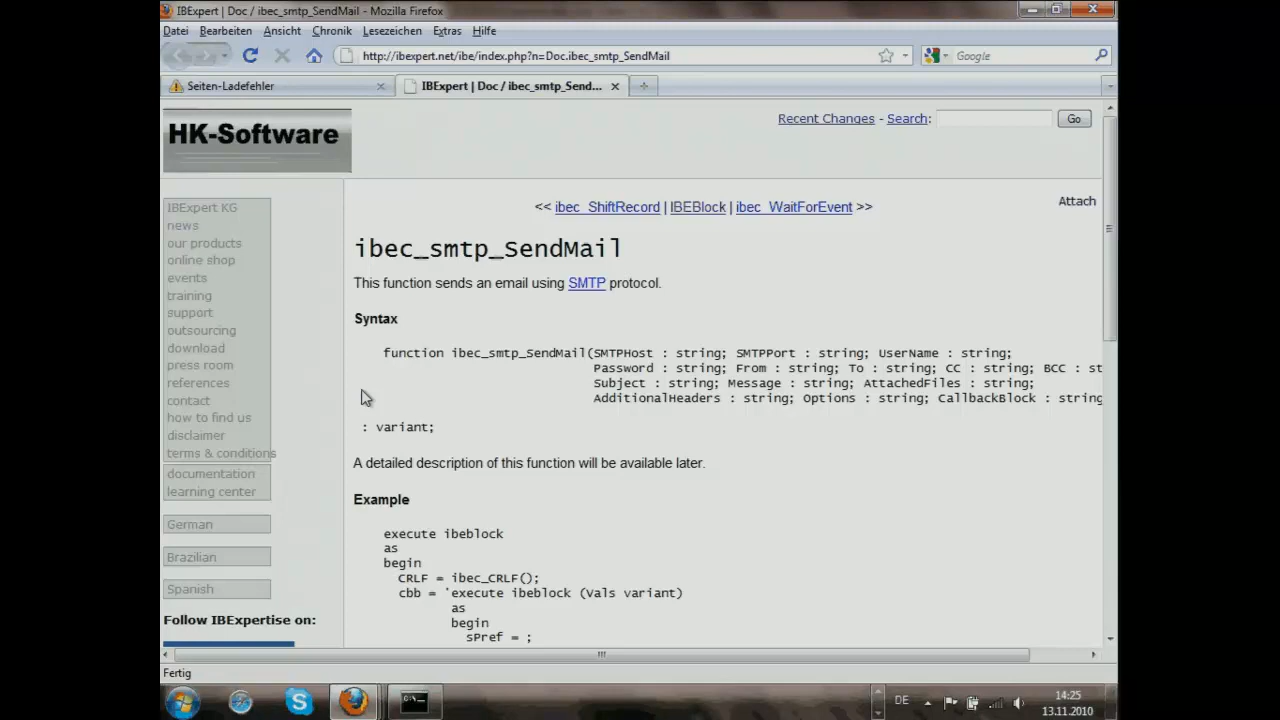 IBExpert | Doc / ibec_smtp_SendMail - Mozilla Firefox
Datei Bearbeiten Ansicht Chronik Lesezeichen Extras Hilfe
http://ibexpert.net/ibe/index.php?n=Doc.ibec_smtp_SendMail
Google
Seiten-Ladefehler
IBExpert | Doc / ibec_smtp_Send...
HK-Software
Recent Changes - Search:
Go
IBExpert KG
news
our products
online shop
events
training
support
outsourcing
download
press room
references
contact
how to find us
disclaimer
terms & conditions
documentation
learning center
German
Brazilian
Spanish
Follow IBExpertise on:
<< ibec_ShiftRecord | IBEBlock | ibec_WaitForEvent >>
Attach
ibec_smtp_SendMail
This function sends an email using SMTP protocol.
Syntax
function ibec_smtp_SendMail(SMTPHost : string; SMTPPort : string; UserName : string;
Password : string; From : string; To : string; CC : string; BCC : st
Subject : string; Message : string; AttachedFiles : string;
AdditionalHeaders : string; Options : string; CallbackBlock : string
: variant;
A detailed description of this function will be available later.
Example
execute ibeblock
as
begin
CRLF = ibec_CRLF();
cbb = 'execute ibeblock (Vals variant)
as
begin
sPref = ;
Fertig
DE
14:25
13.11.2010